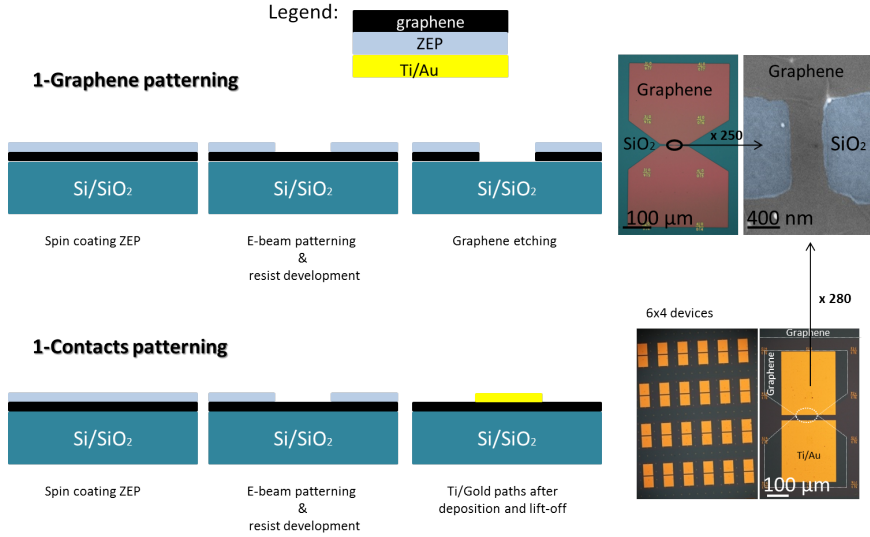 Legend:
graphene
ZEP
Ti/Au
1-Graphene patterning
Si/SiO2
Si/SiO2
Si/SiO2
Spin coating ZEP
E-beam patterning
&
resist development
Graphene etching
Graphene
SiO2
100 µm
x 250
Graphene
SiO2
400 nm
x 280
6x4 devices
Graphene
Graphene
Ti/Au
100 µm
1-Contacts patterning
Si/SiO2
Si/SiO2
Si/SiO2
Spin coating ZEP
E-beam patterning
&
resist development
Ti/Gold paths after
deposition and lift-off